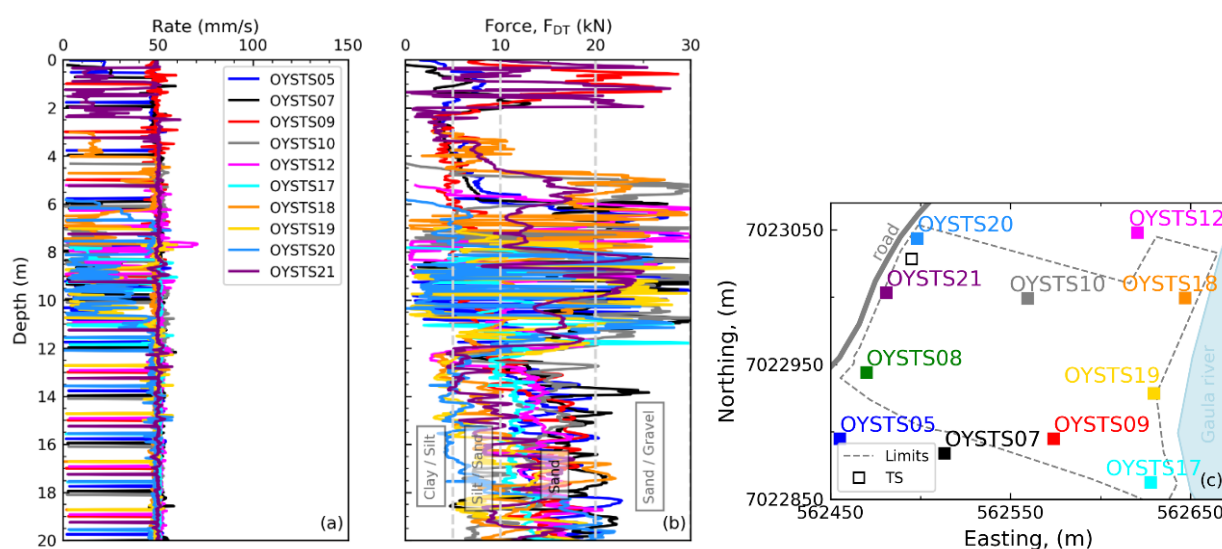 Rate (mm/s)
0 50 100 150
Depth (m)
0
2
4
6
8
10
12
14
16
18
20
OYSTS05
OYSTS07
OYSTS09
OYSTS10
OYSTS12
OYSTS17
OYSTS18
OYSTS19
OYSTS20
OYSTS21
(a)
Force, F_DT (kN)
0 10 20 30
Clay / Silt
Silt / Sand
Sand
Sand / Gravel
(b)
Northing, (m)
7023050
7022950
7022850
road
OYSTS20
OYSTS12
OYSTS21
OYSTS10
OYSTS18
OYSTS08
OYSTS19
OYSTS05
OYSTS07
OYSTS09
OYSTS17
Gaula river
Limits
TS
(c)
562450 562550 562650
Easting, (m)